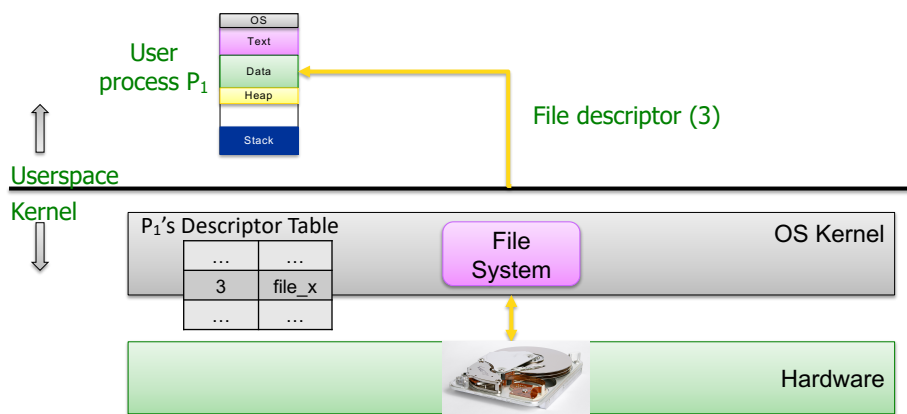 OS
Text
Data
Heap
Stack
User
process P₁
File descriptor (3)
Userspace
Kernel
P₁'s Descriptor Table
… …
3 file_x
… …
File
System
OS Kernel
Hardware